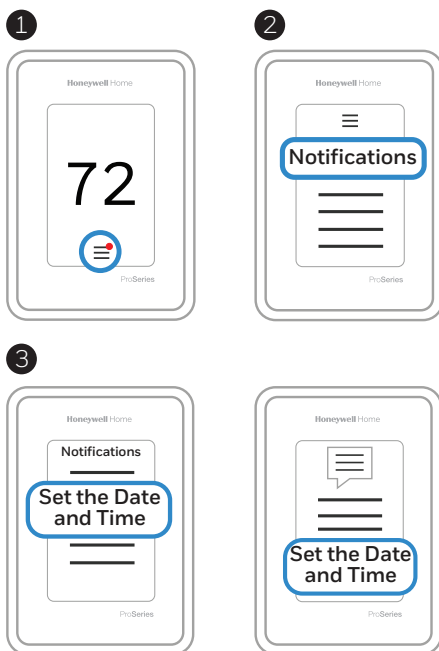 1
Honeywell Home
72
ProSeries
2
Honeywell Home
Notifications
ProSeries
3
Honeywell Home
Notifications
Set the Date
and Time
ProSeries
Honeywell Home
Set the Date
and Time
ProSeries